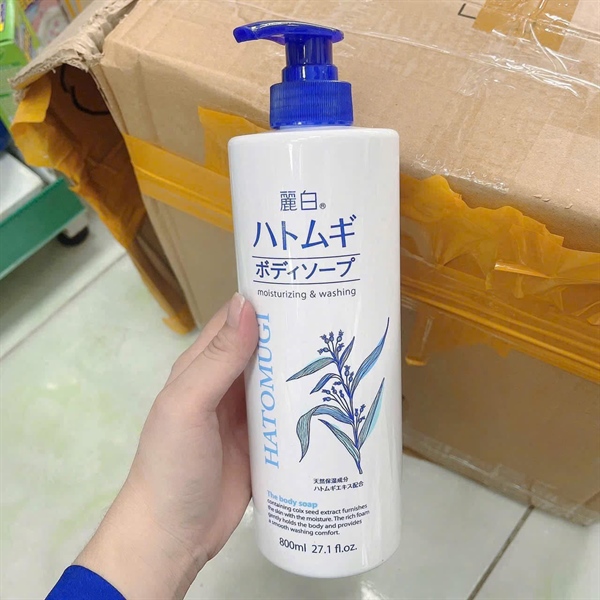 麗白®
ハトムギ
ボディソープ
moisturizing & washing
HATOMUGI
天然保湿成分
ハトムギエキス配合
The body soap
containing coix seed extract furnishes
the skin with the moisture. The rich foam
gently holds the body and provides
a smooth washing comfort.
800ml 27.1 fl.oz.